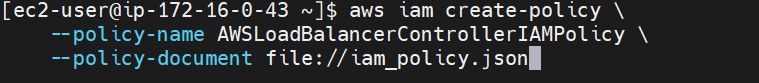 [ec2-user@ip-172-16-0-43 ~]$ aws iam create-policy \
    --policy-name AWSLoadBalancerControllerIAMPolicy \
    --policy-document file://iam_policy.json